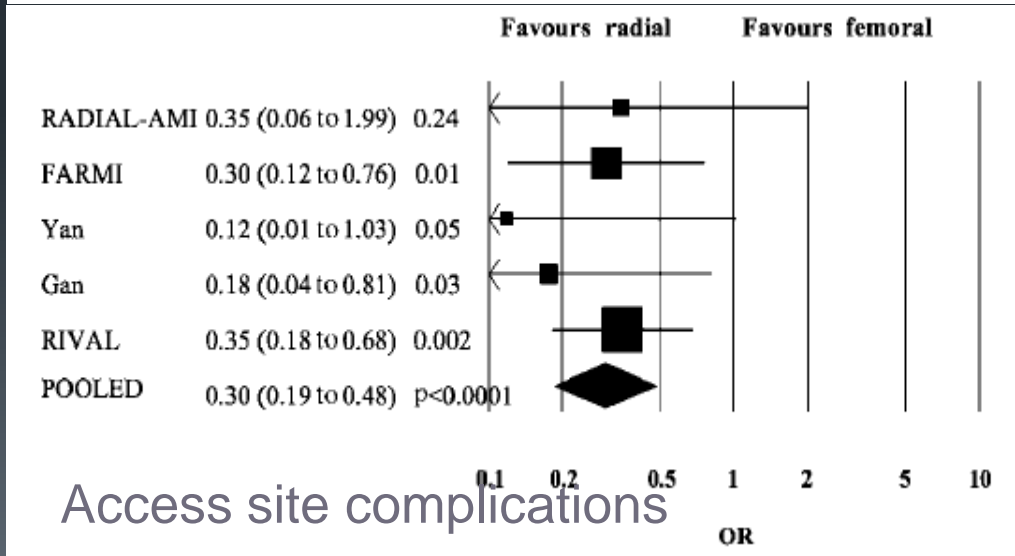 Favours radial Favours femoral
RADIAL-AMI 0.35 (0.06 to 1.99) 0.24
FARMI 0.30 (0.12 to 0.76) 0.01
Yan 0.12 (0.01 to 1.03) 0.05
Gan 0.18 (0.04 to 0.81) 0.03
RIVAL 0.35 (0.18 to 0.68) 0.002
POOLED 0.30 (0.19 to 0.48) p<0.0001
0.1 0.2 0.5 1 2 5 10
Access site complications
OR